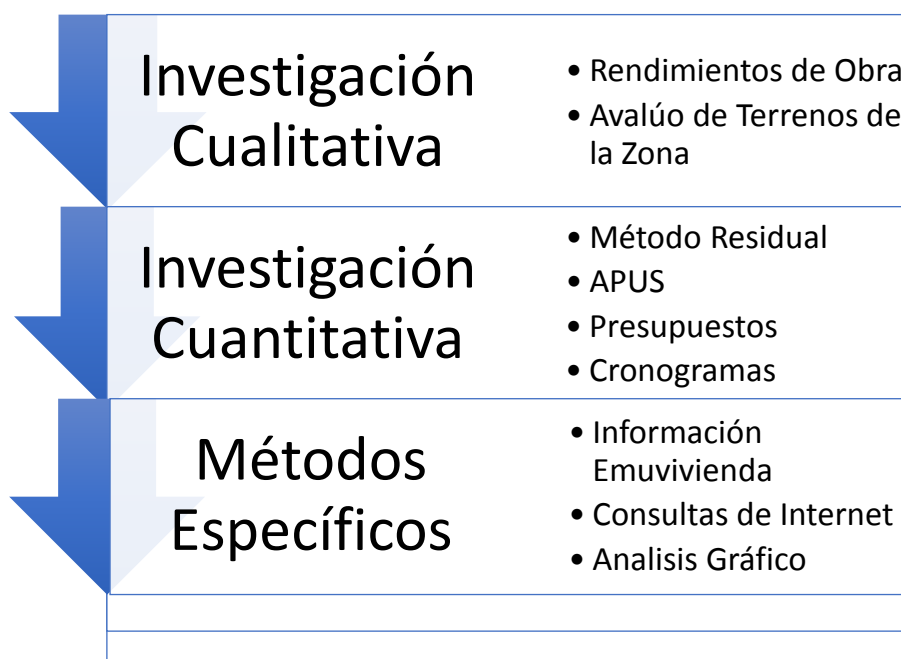 Investigación
Cualitativa
• Rendimientos de Obra
• Avalúo de Terrenos de
la Zona
Investigación
Cuantitativa
• Método Residual
• APUS
• Presupuestos
• Cronogramas
Métodos
Específicos
• Información
Emuvivienda
• Consultas de Internet
• Analisis Gráfico